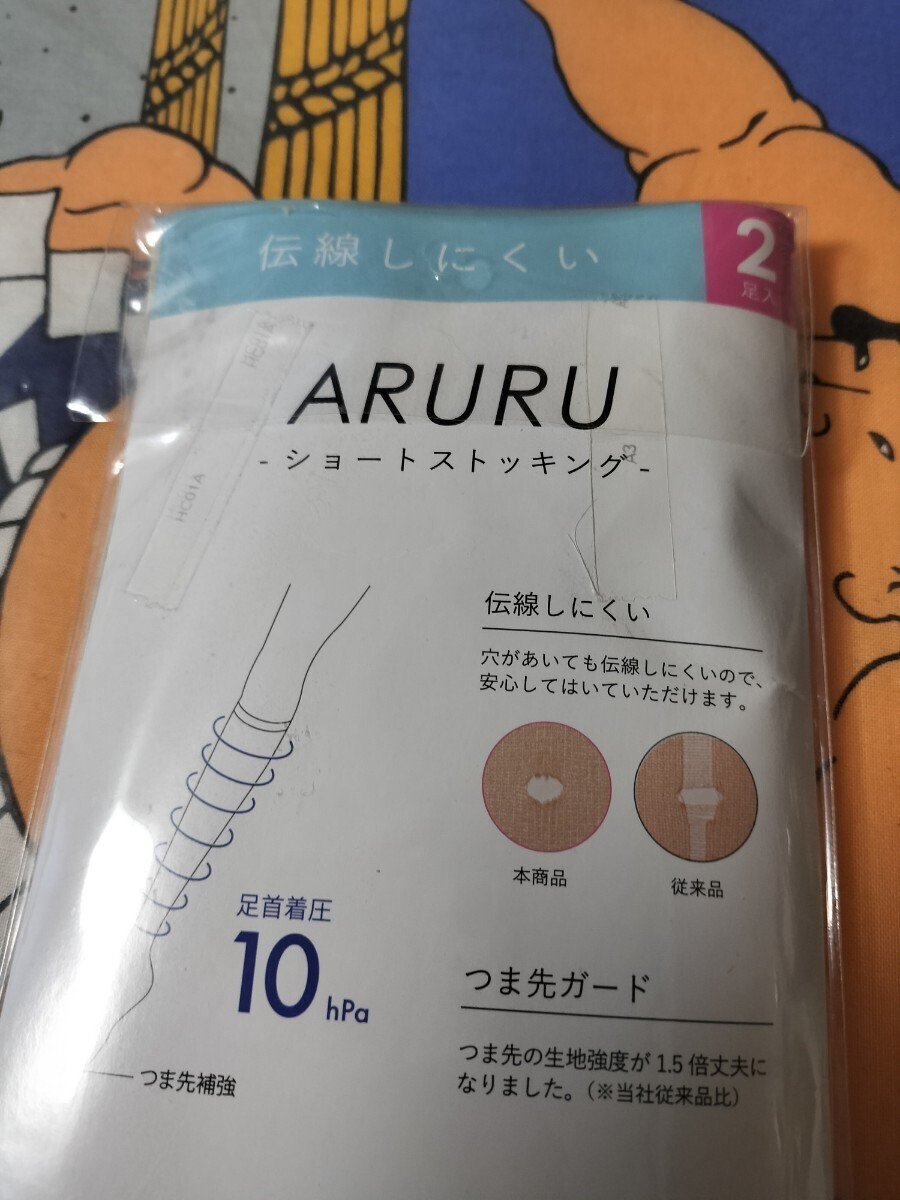 伝線しにくい
2
足入
ARURU
- ショートストッキング -
HC01A
HC01A
A3
伝線しにくい
穴があいても伝線しにくいので、
安心してはいていただけます。
本商品
従来品
足首着圧
10 hPa
つま先ガード
つま先の生地強度が 1.5 倍丈夫に
なりました。（※当社従来品比）
つま先補強